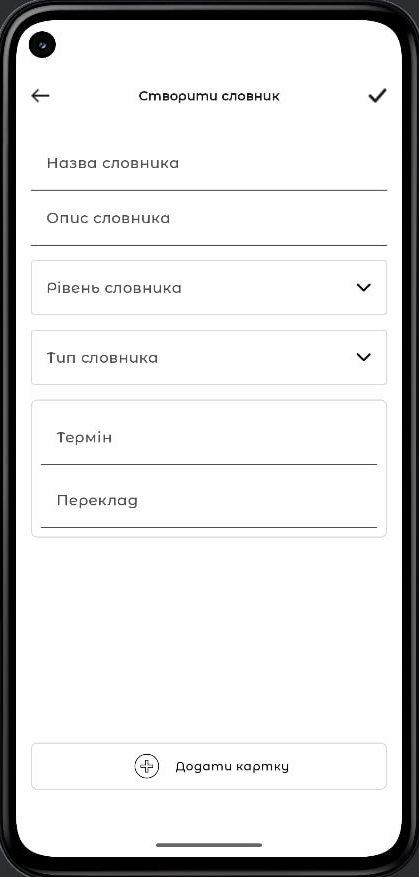 Створити словник
Назва словника
Опис словника
Рівень словника
Тип словника
Термін
Переклад
Додати картку